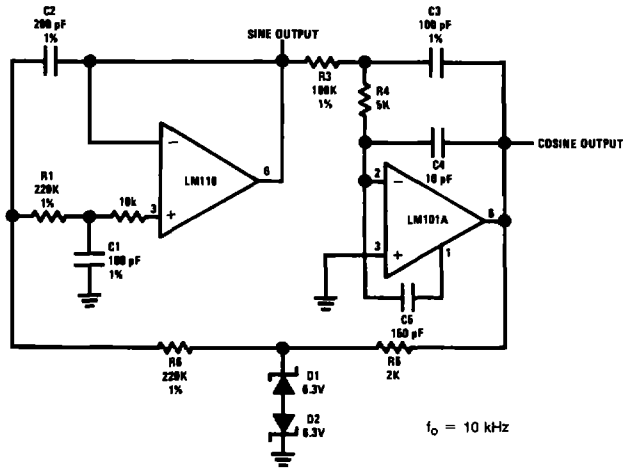 C2
200 pF
1%
SINE OUTPUT
R3
100K
1%
C3
100 pF
1%
R4
5K
C4
10 pF
COSINE OUTPUT
−
LM110
6
+
3
R1
220K
1%
10k
C1
100 pF
1%
2
−
LM101A
6
3
+
1
C5
150 pF
R6
220K
1%
R5
2K
D1
6.3V
D2
6.3V
fo = 10 kHz